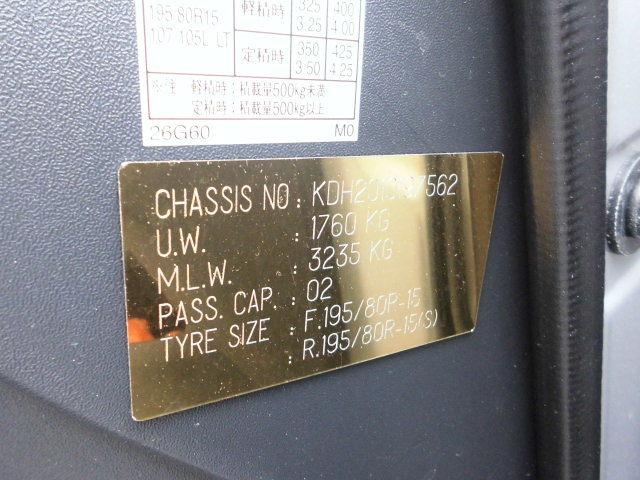 195 80R15 軽積時 325 400
3.25 4.00
107 105L LT 定積時 350 425
3.50 4.25
※注 軽積時：積載量500kg未満
定積時：積載量500kg以上
26G60 M0
CHASSIS NO : 
U.W. : 1760 KG
M.L.W. : 3235 KG
PASS. CAP. : 02
TYRE SIZE : F.195/80R-15
: R.195/80R-15(S)